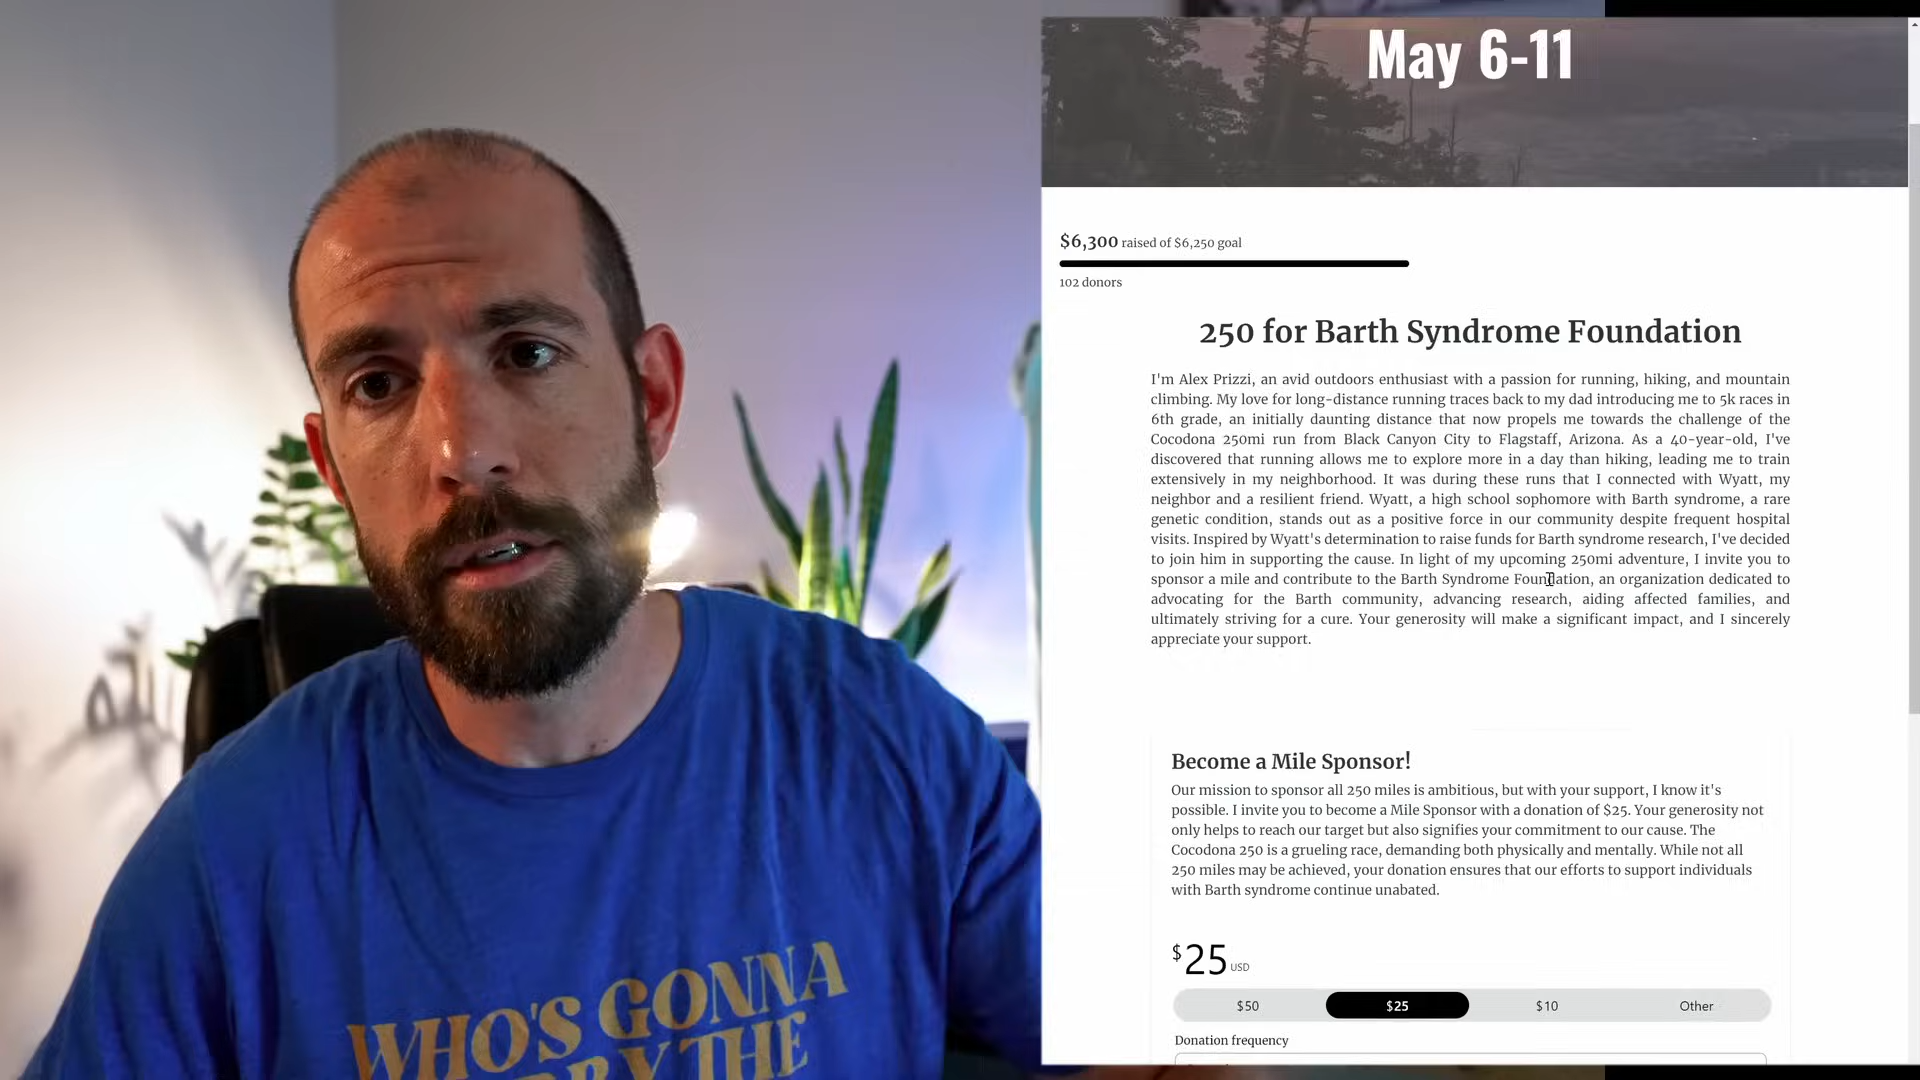 May 6-11
$6,300 raised of $6,250 goal
102 donors
250 for Barth Syndrome Foundation
I'm Alex Prizzi, an avid outdoors enthusiast with a passion for running, hiking, and mountain
climbing. My love for long-distance running traces back to my dad introducing me to 5k races in
6th grade, an initially daunting distance that now propels me towards the challenge of the
Cocodona 250mi run from Black Canyon City to Flagstaff, Arizona. As a 40-year-old, I've
discovered that running allows me to explore more in a day than hiking, leading me to train
extensively in my neighborhood. It was during these runs that I connected with Wyatt, my
neighbor and a resilient friend. Wyatt, a high school sophomore with Barth syndrome, a rare
genetic condition, stands out as a positive force in our community despite frequent hospital
visits. Inspired by Wyatt's determination to raise funds for Barth syndrome research, I've decided
to join him in supporting the cause. In light of my upcoming 250mi adventure, I invite you to
sponsor a mile and contribute to the Barth Syndrome Foundation, an organization dedicated to
advocating for the Barth community, advancing research, aiding affected families, and
ultimately striving for a cure. Your generosity will make a significant impact, and I sincerely
appreciate your support.
Become a Mile Sponsor!
Our mission to sponsor all 250 miles is ambitious, but with your support, I know it's
possible. I invite you to become a Mile Sponsor with a donation of $25. Your generosity not
only helps to reach our target but also signifies your commitment to our cause. The
Cocodona 250 is a grueling race, demanding both physically and mentally. While not all
250 miles may be achieved, your donation ensures that our efforts to support individuals
with Barth syndrome continue unabated.
$25 USD
$50 $25 $10 Other
Donation frequency
WHO'S GONNA
THE